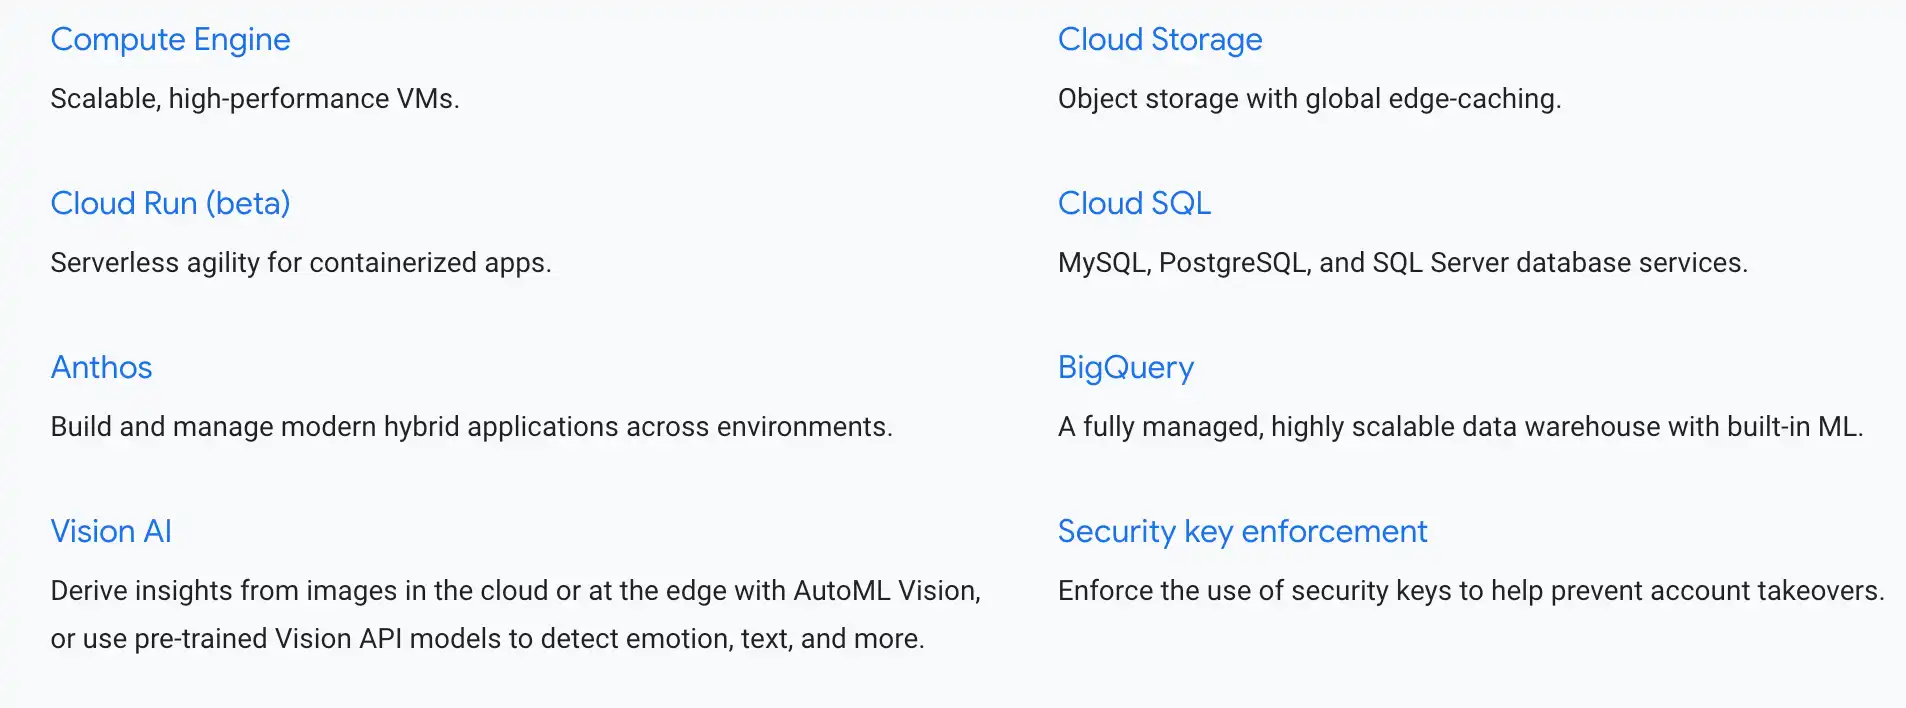 Compute Engine
Scalable, high-performance VMs.
Cloud Storage
Object storage with global edge-caching.
Cloud Run (beta)
Serverless agility for containerized apps.
Cloud SQL
MySQL, PostgreSQL, and SQL Server database services.
Anthos
Build and manage modern hybrid applications across environments.
BigQuery
A fully managed, highly scalable data warehouse with built-in ML.
Vision AI
Derive insights from images in the cloud or at the edge with AutoML Vision,
or use pre-trained Vision API models to detect emotion, text, and more.
Security key enforcement
Enforce the use of security keys to help prevent account takeovers.